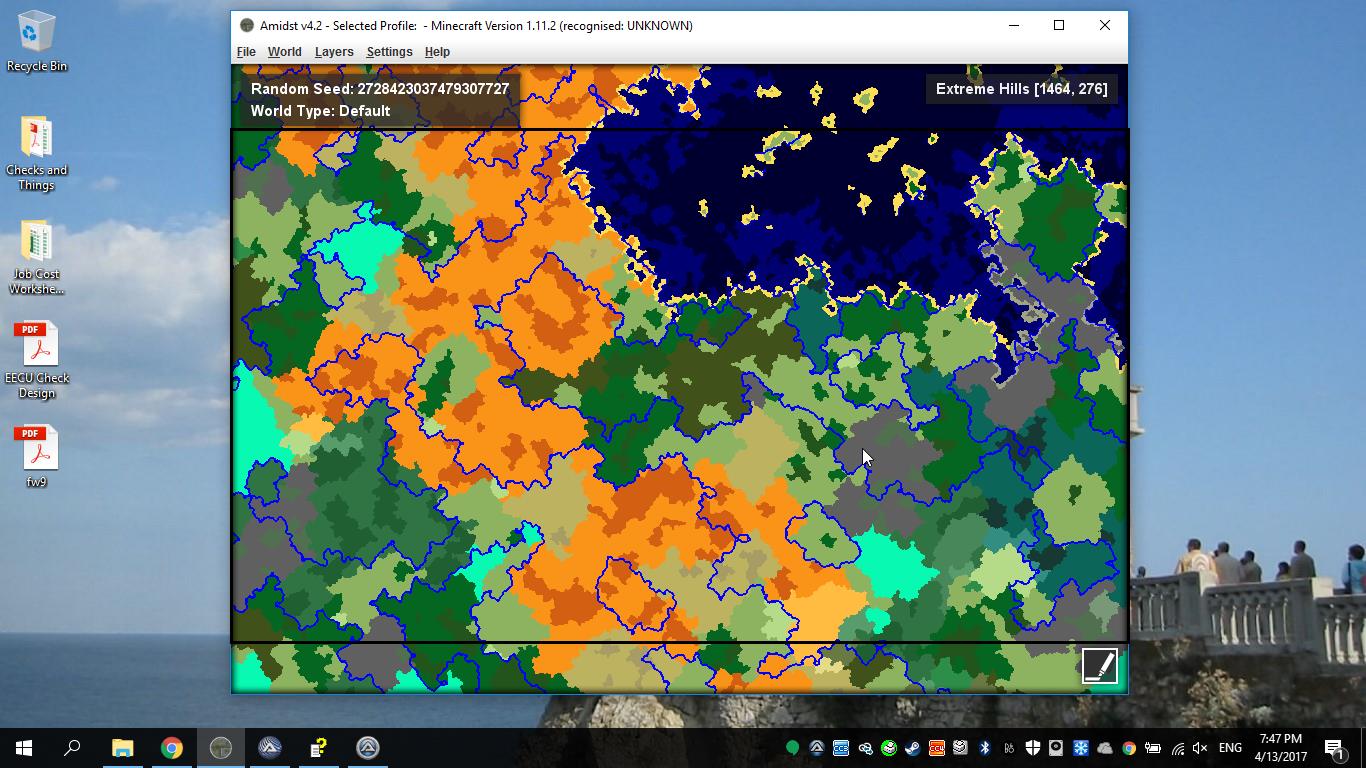 Recycle Bin
Checks and
Things
Job Cost
Workshe...
PDF
EECU Check
Design
PDF
fw9
Amidst v4.2 - Selected Profile:  - Minecraft Version 1.11.2 (recognised: UNKNOWN)
File World Layers Settings Help
Random Seed: 2728423037479307727
World Type: Default
Extreme Hills [1464, 276]
ENG
7:47 PM
4/13/2017
1